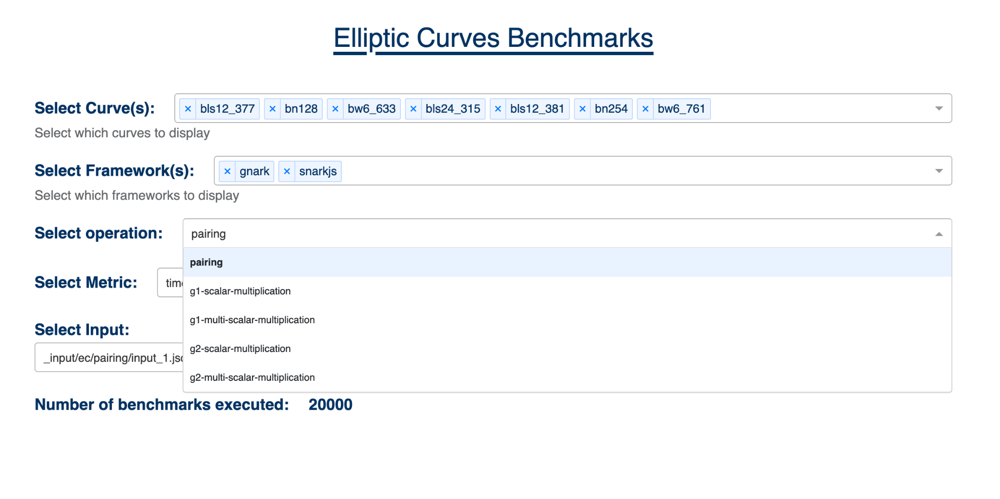 Elliptic Curves Benchmarks
Select Curve(s): × bls12_377 × bn128 × bw6_633 × bls24_315 × bls12_381 × bn254 × bw6_761
Select which curves to display
Select Framework(s): × gnark × snarkjs
Select which frameworks to display
Select operation: pairing
pairing
g1-scalar-multiplication
g1-multi-scalar-multiplication
g2-scalar-multiplication
g2-multi-scalar-multiplication
Select Metric:
Select Input:
_input/ec/pairing/input_1.js
Number of benchmarks executed: 20000